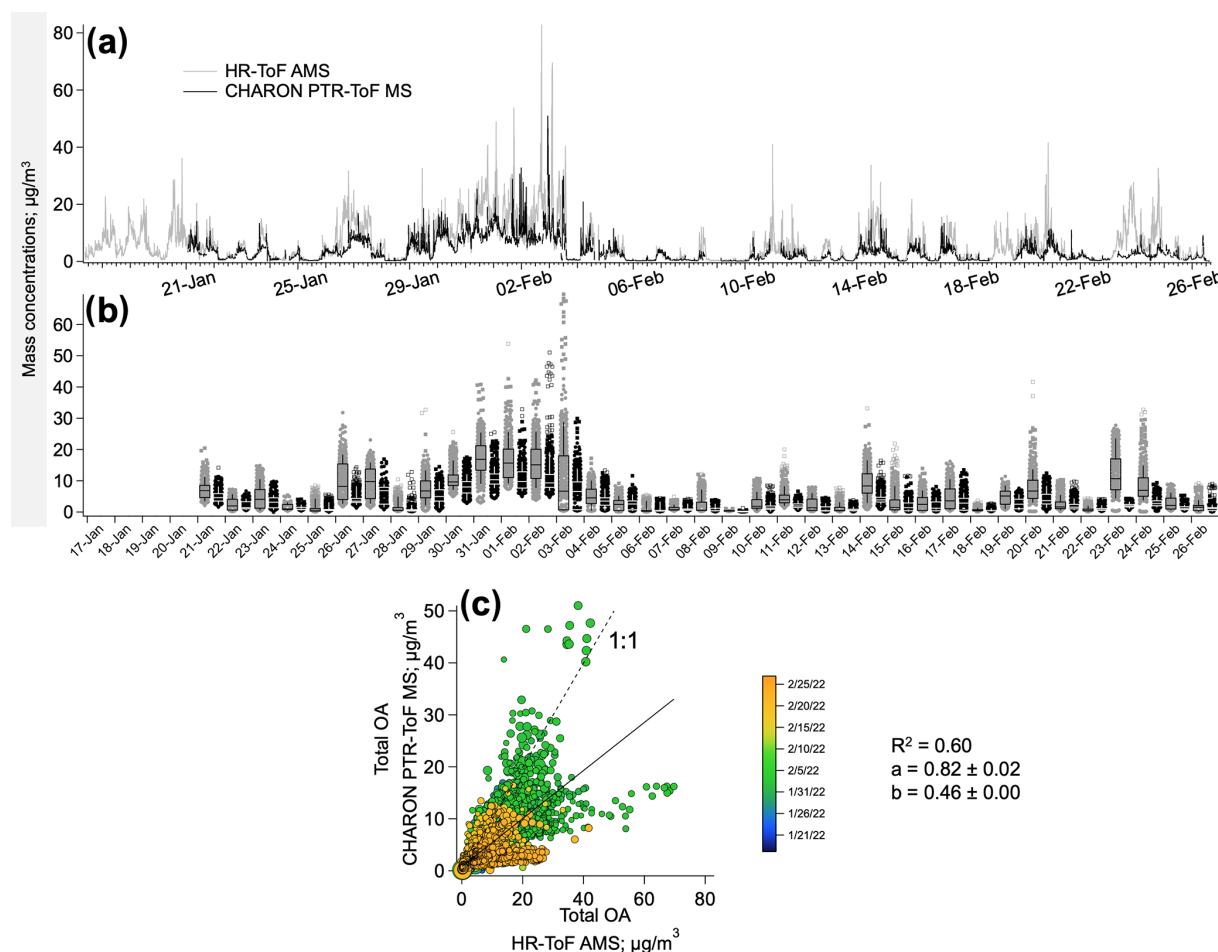 (a)
HR-ToF AMS
CHARON PTR-ToF MS
Mass concentrations; µg/m³
80
60
40
20
0
21-Jan
25-Jan
29-Jan
02-Feb
06-Feb
10-Feb
14-Feb
18-Feb
22-Feb
26-Feb
(b)
60
50
40
30
20
10
0
17-Jan
18-Jan
19-Jan
20-Jan
21-Jan
22-Jan
23-Jan
24-Jan
25-Jan
26-Jan
27-Jan
28-Jan
29-Jan
30-Jan
31-Jan
01-Feb
02-Feb
03-Feb
04-Feb
05-Feb
06-Feb
07-Feb
08-Feb
09-Feb
10-Feb
11-Feb
12-Feb
13-Feb
14-Feb
15-Feb
16-Feb
17-Feb
18-Feb
19-Feb
20-Feb
21-Feb
22-Feb
23-Feb
24-Feb
25-Feb
26-Feb
(c)
Total OA
CHARON PTR-ToF MS; µg/m³
50
40
30
20
10
0
1:1
0
20
40
60
80
Total OA
HR-ToF AMS; µg/m³
2/25/22
2/20/22
2/15/22
2/10/22
2/5/22
1/31/22
1/26/22
1/21/22
R² = 0.60
a = 0.82 ± 0.02
b = 0.46 ± 0.00